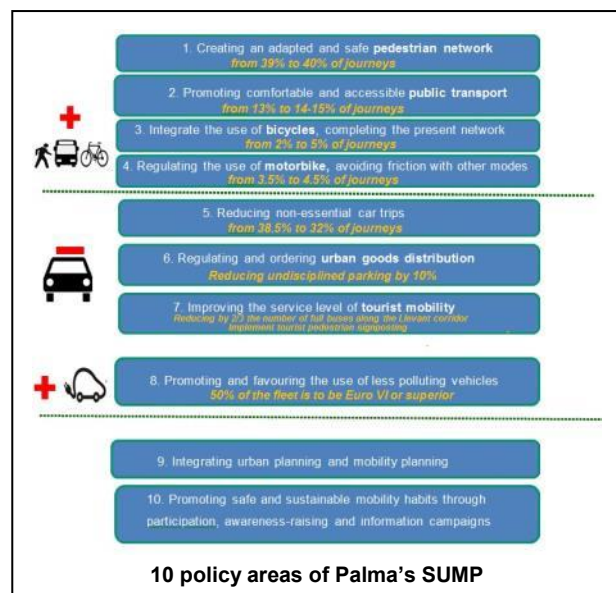 1. Creating an adapted and safe pedestrian network
from 39% to 40% of journeys
2. Promoting comfortable and accessible public transport
from 13% to 14-15% of journeys
3. Integrate the use of bicycles, completing the present network
from 2% to 5% of journeys
4. Regulating the use of motorbike, avoiding friction with other modes
from 3.5% to 4.5% of journeys
5. Reducing non-essential car trips
from 38.5% to 32% of journeys
6. Regulating and ordering urban goods distribution
Reducing undisciplined parking by 10%
7. Improving the service level of tourist mobility
Reducing by 2/3 the number of full buses along the Llevant corridor
Implement tourist pedestrian signposting
8. Promoting and favouring the use of less polluting vehicles
50% of the fleet is to be Euro VI or superior
9. Integrating urban planning and mobility planning
10. Promoting safe and sustainable mobility habits through
participation, awareness-raising and information campaigns
10 policy areas of Palma's SUMP